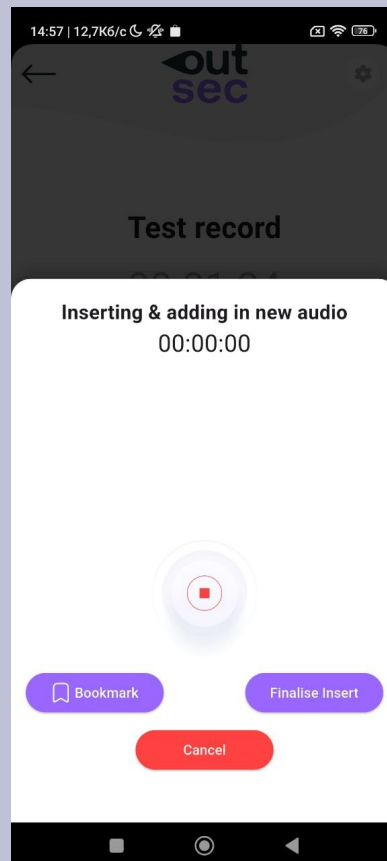 14:57 | 12,7Кб/с
76
out
sec
Test record
Inserting & adding in new audio
00:00:00
Bookmark
Finalise Insert
Cancel